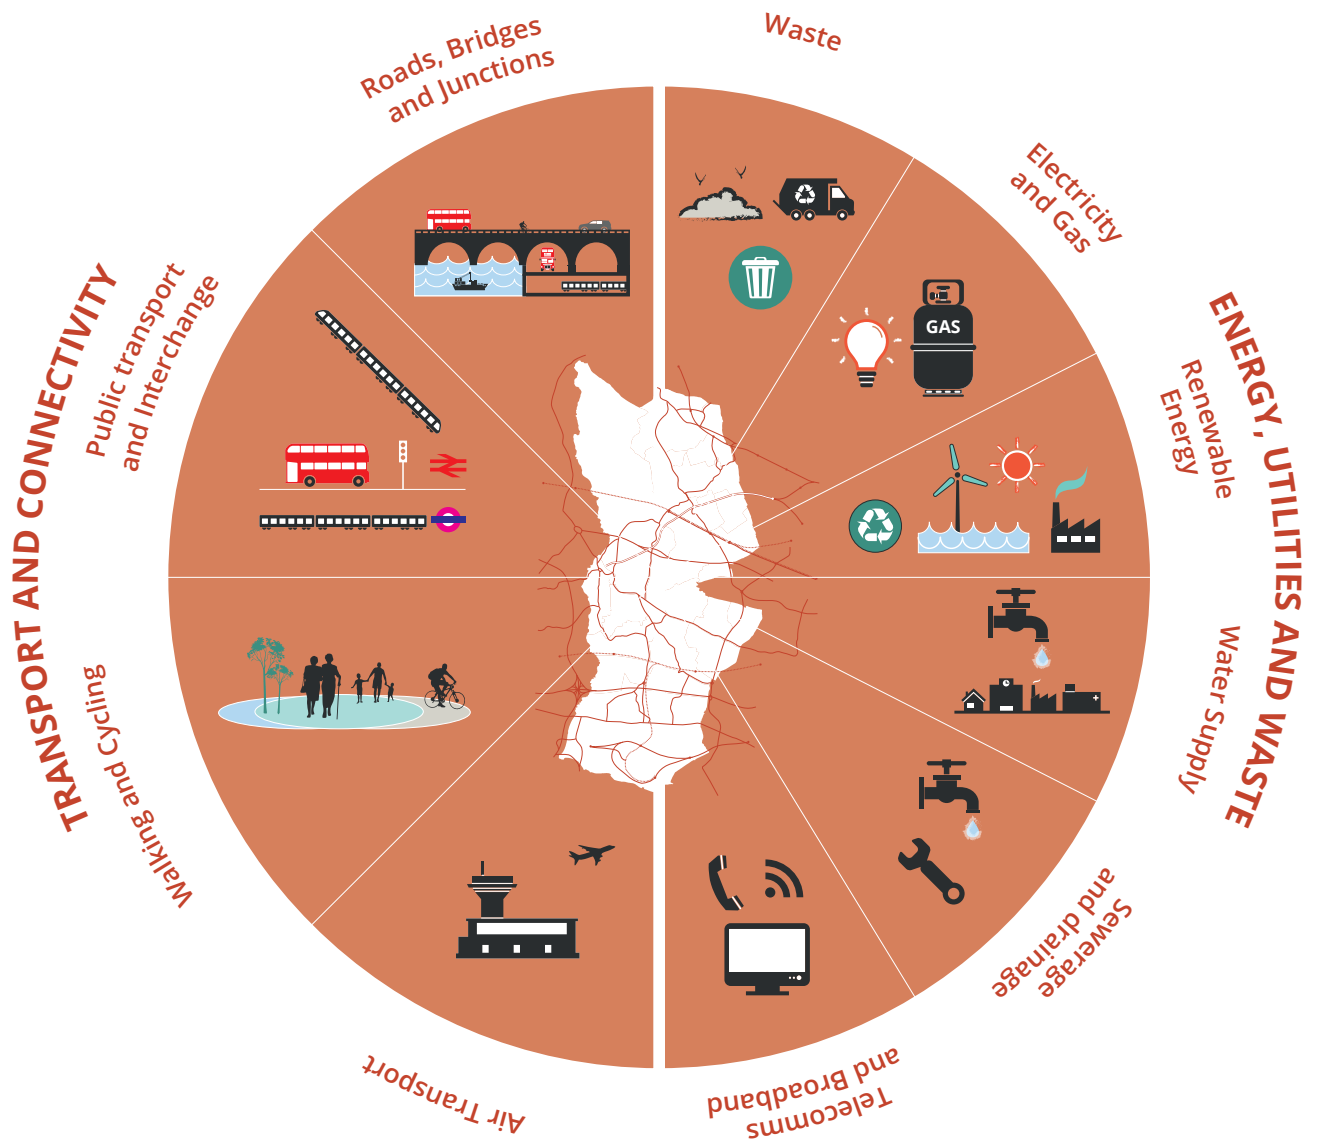 TRANSPORT AND CONNECTIVITY
Roads, Bridges
and Junctions
Public transport
and Interchange
Walking and Cycling
Air Transport
ENERGY, UTILITIES AND WASTE
Waste
Electricity
and Gas
GAS
Renewable
Energy
Water Supply
Sewerage
and drainage
Telecomms
and Broadband